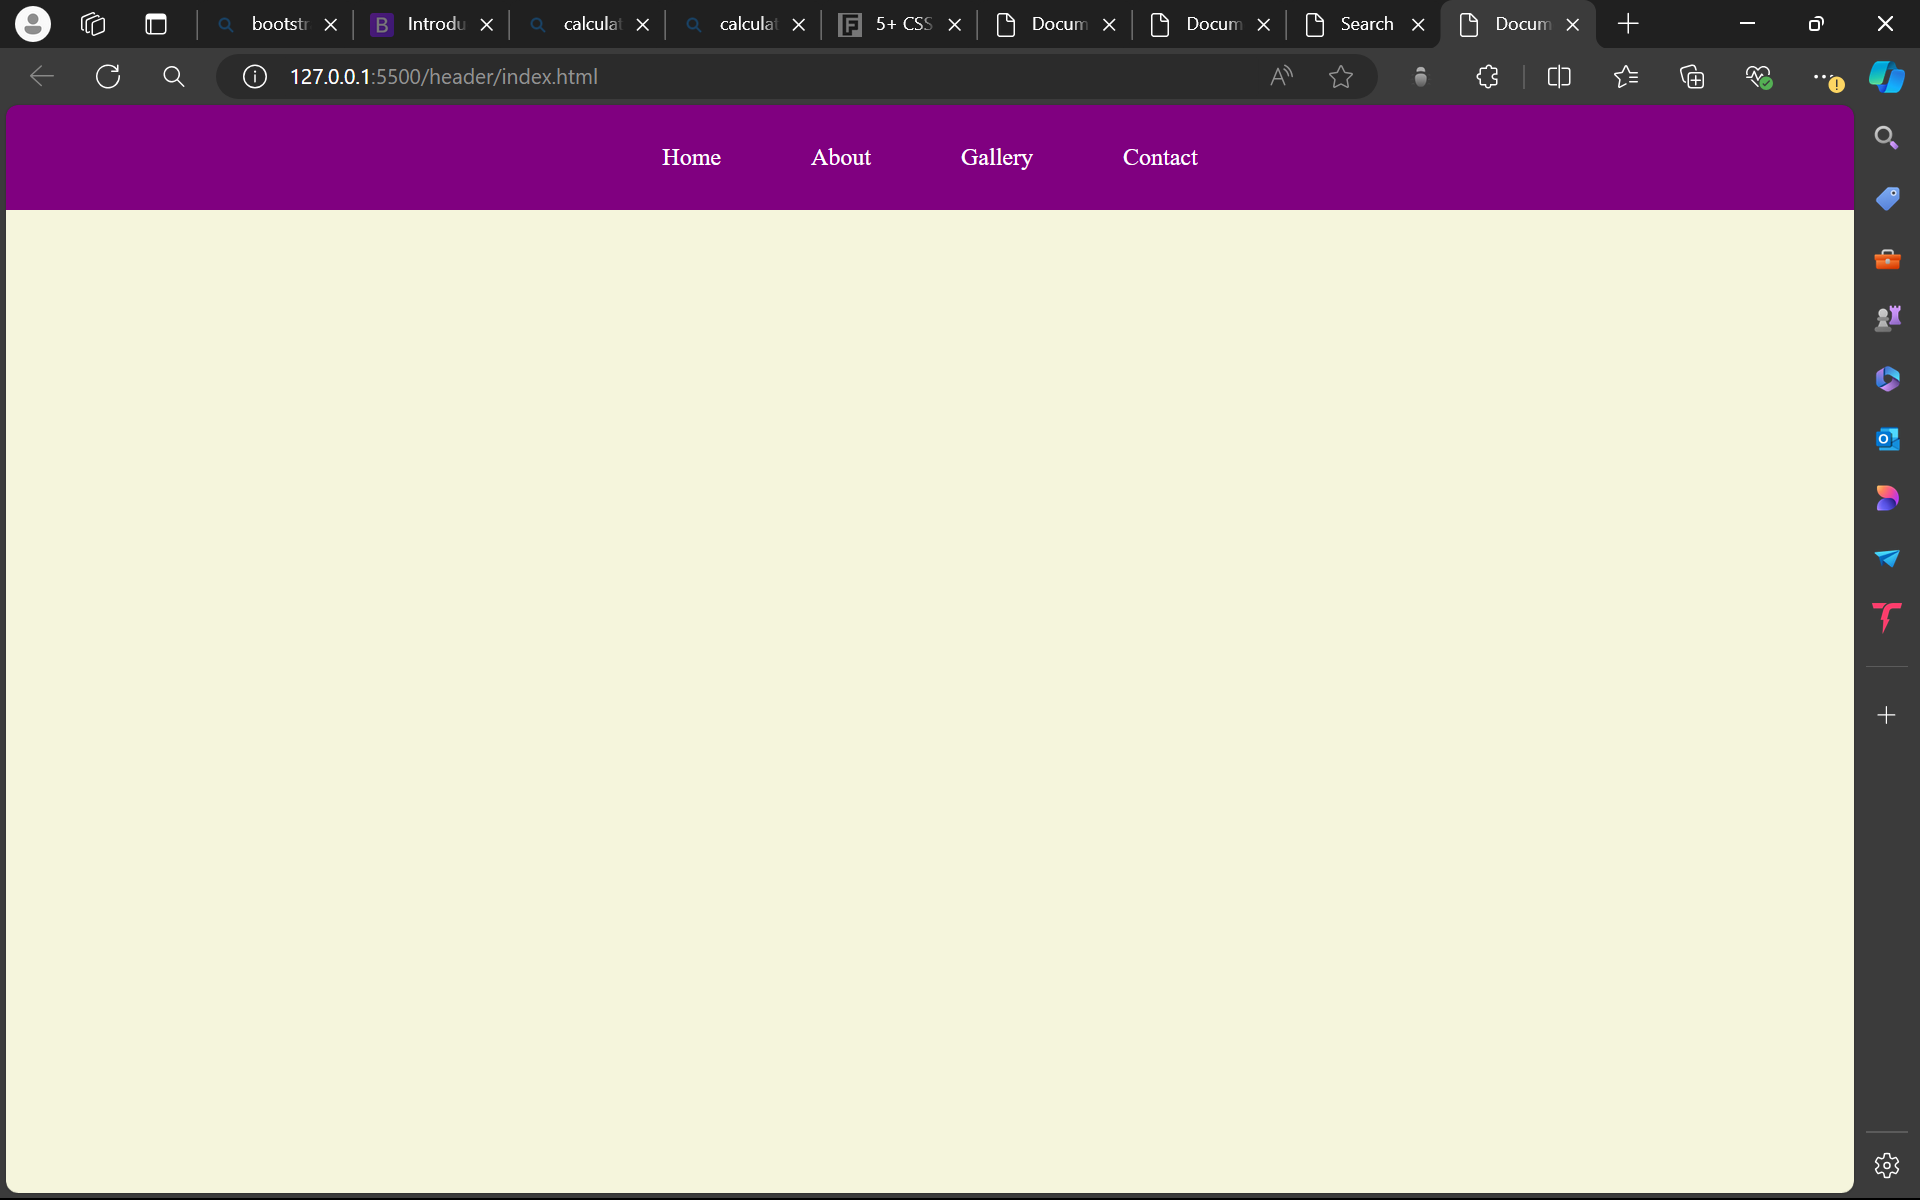 bootstr Introdu calculat calculat 5+ CSS Docum Docum Search Docum
127.0.0.1:5500/header/index.html
Home About Gallery Contact